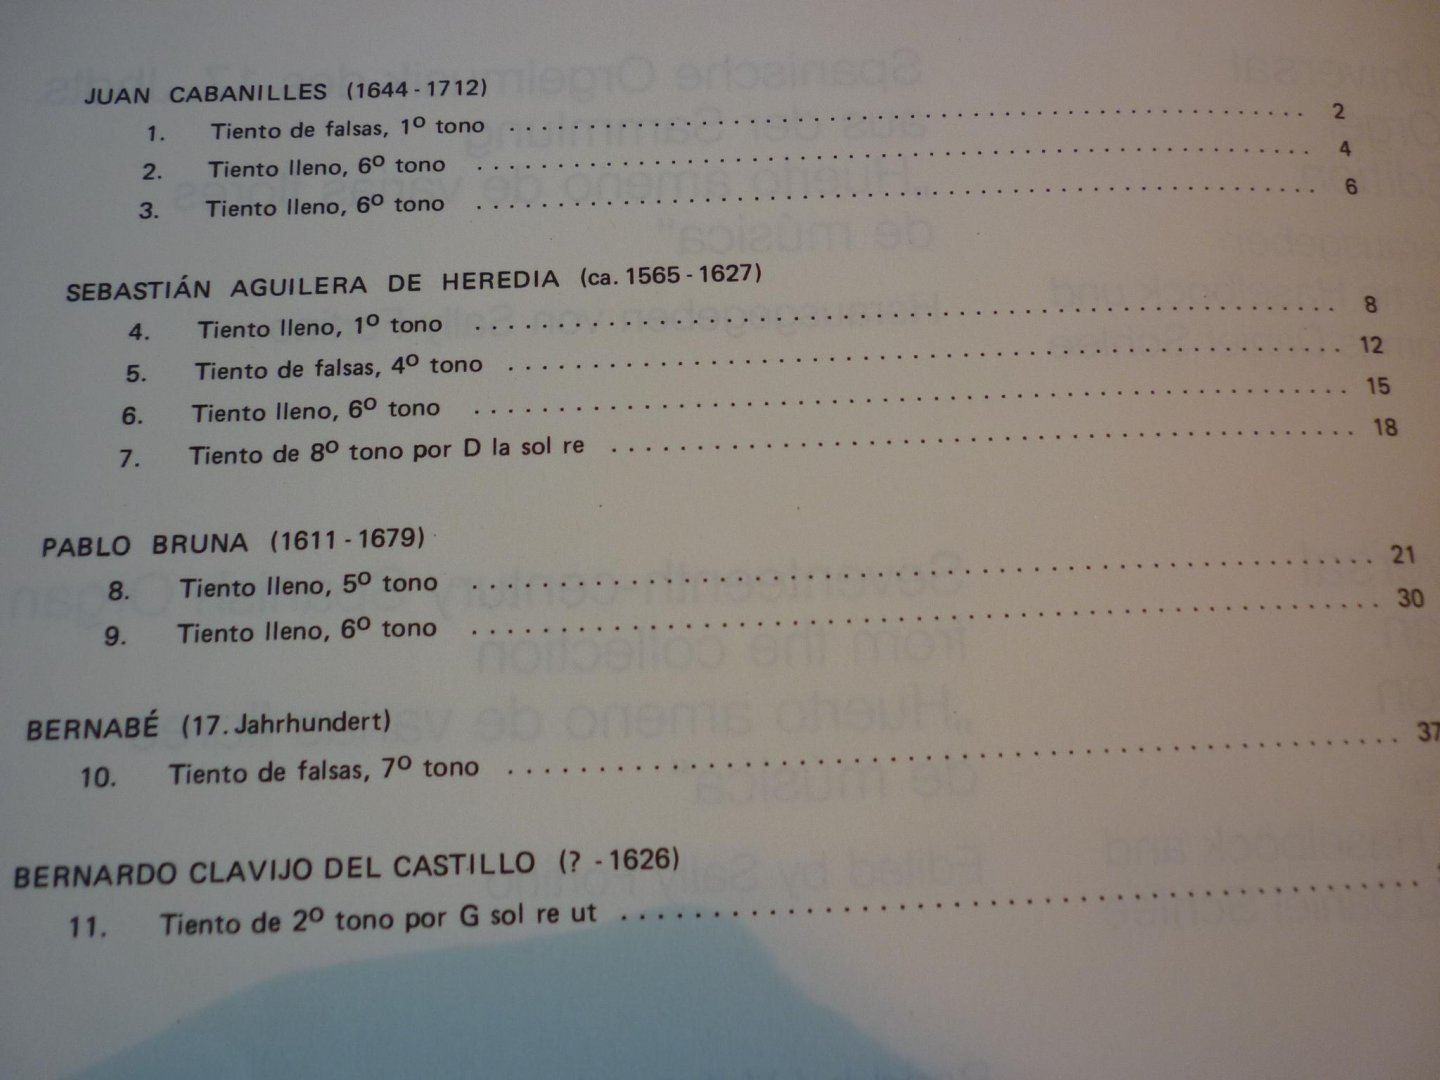 JUAN CABANILLES (1644 - 1712)
1. Tiento de falsas, 1º tono 2
2. Tiento lleno, 6º tono 4
3. Tiento lleno, 6º tono 6
SEBASTIÁN AGUILERA DE HEREDIA (ca. 1565 - 1627)
4. Tiento lleno, 1º tono 8
5. Tiento de falsas, 4º tono 12
6. Tiento lleno, 6º tono 15
7. Tiento de 8º tono por D la sol re 18
PABLO BRUNA (1611 - 1679)
8. Tiento lleno, 5º tono 21
9. Tiento lleno, 6º tono 30
BERNABÉ (17. Jahrhundert)
10. Tiento de falsas, 7º tono 37
BERNARDO CLAVIJO DEL CASTILLO (? - 1626)
11. Tiento de 2º tono por G sol re ut